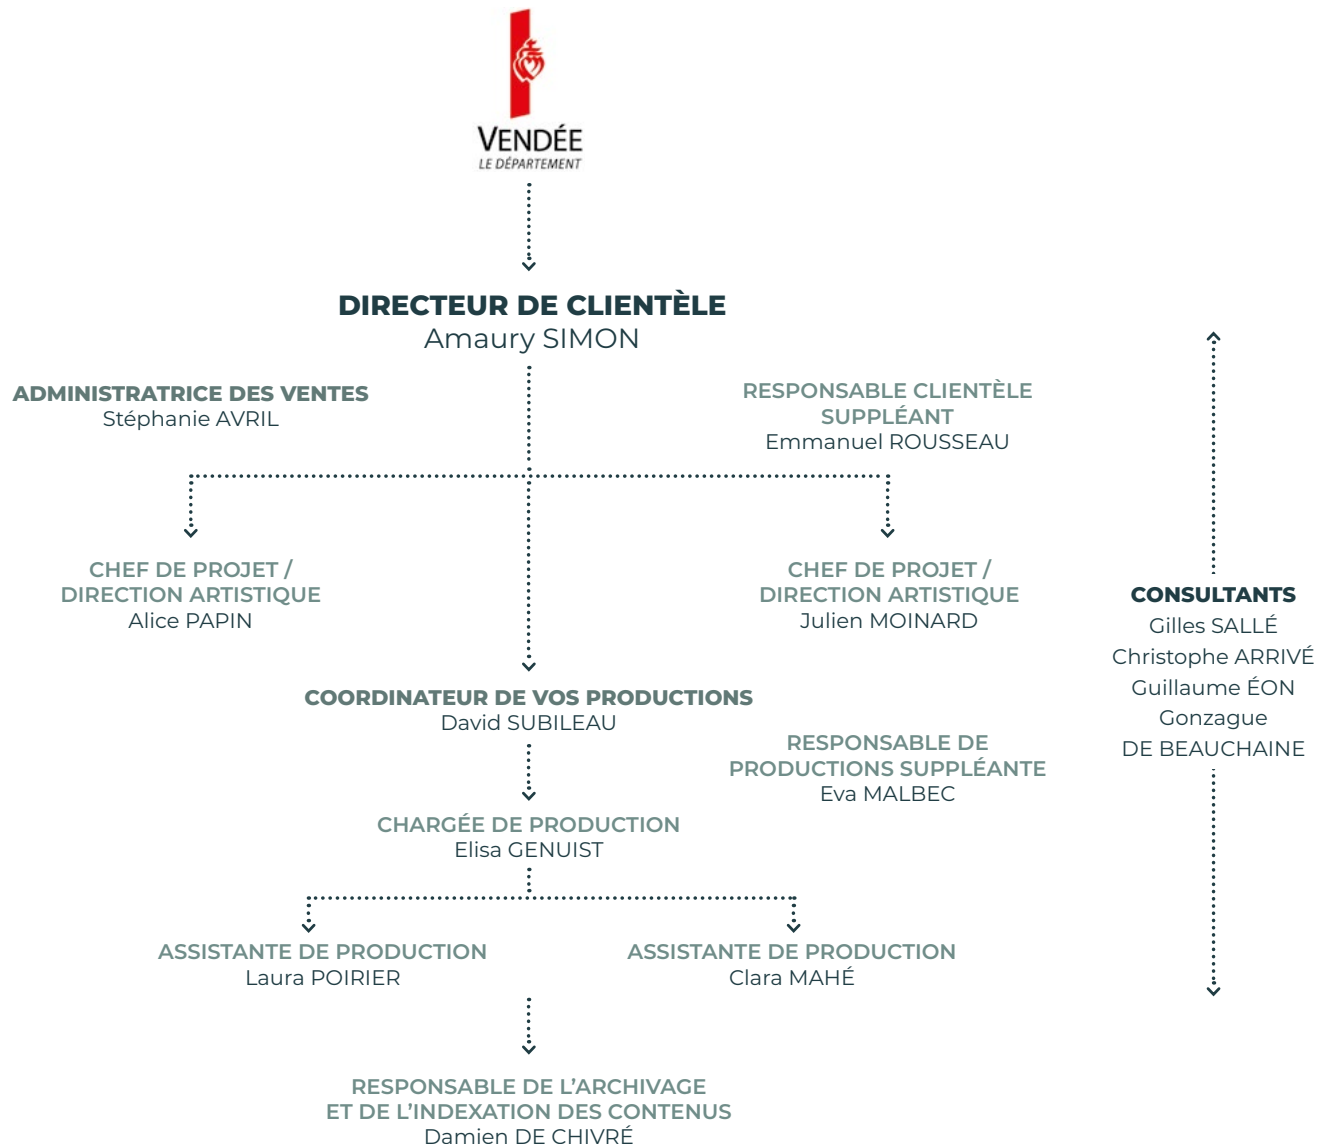 VENDÉE
LE DÉPARTEMENT
DIRECTEUR DE CLIENTÈLE
Amaury SIMON
ADMINISTRATRICE DES VENTES
Stéphanie AVRIL
RESPONSABLE CLIENTÈLE
SUPPLÉANT
Emmanuel ROUSSEAU
CHEF DE PROJET /
DIRECTION ARTISTIQUE
Alice PAPIN
CHEF DE PROJET /
DIRECTION ARTISTIQUE
Julien MOINARD
CONSULTANTS
Gilles SALLÉ
Christophe ARRIVÉ
Guillaume ÉON
Gonzague
DE BEAUCHAINE
COORDINATEUR DE VOS PRODUCTIONS
David SUBILEAU
RESPONSABLE DE
PRODUCTIONS SUPPLÉANTE
Eva MALBEC
CHARGÉE DE PRODUCTION
Elisa GENUIST
ASSISTANTE DE PRODUCTION
Laura POIRIER
ASSISTANTE DE PRODUCTION
Clara MAHÉ
RESPONSABLE DE L'ARCHIVAGE
ET DE L'INDEXATION DES CONTENUS
Damien DE CHIVRÉ